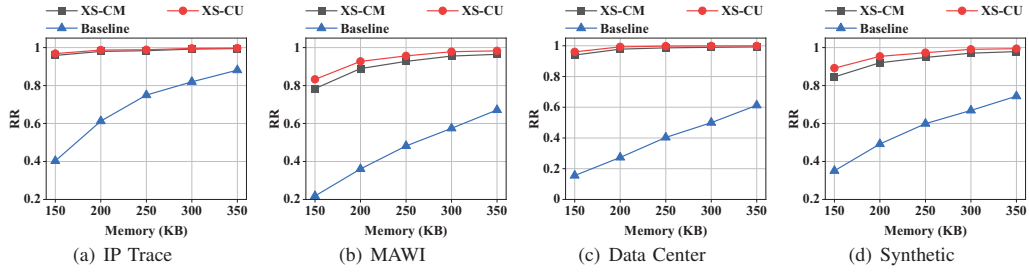 XS-CM XS-CU
Baseline
RR
1
0.8
0.6
0.4
0.2
150 200 250 300 350
Memory (KB)
(a) IP Trace
XS-CM XS-CU
Baseline
RR
1
0.8
0.6
0.4
0.2
150 200 250 300 350
Memory (KB)
(b) MAWI
XS-CM XS-CU
Baseline
RR
1
0.8
0.6
0.4
0.2
0
150 200 250 300 350
Memory (KB)
(c) Data Center
XS-CM XS-CU
Baseline
RR
1
0.8
0.6
0.4
0.2
150 200 250 300 350
Memory (KB)
(d) Synthetic